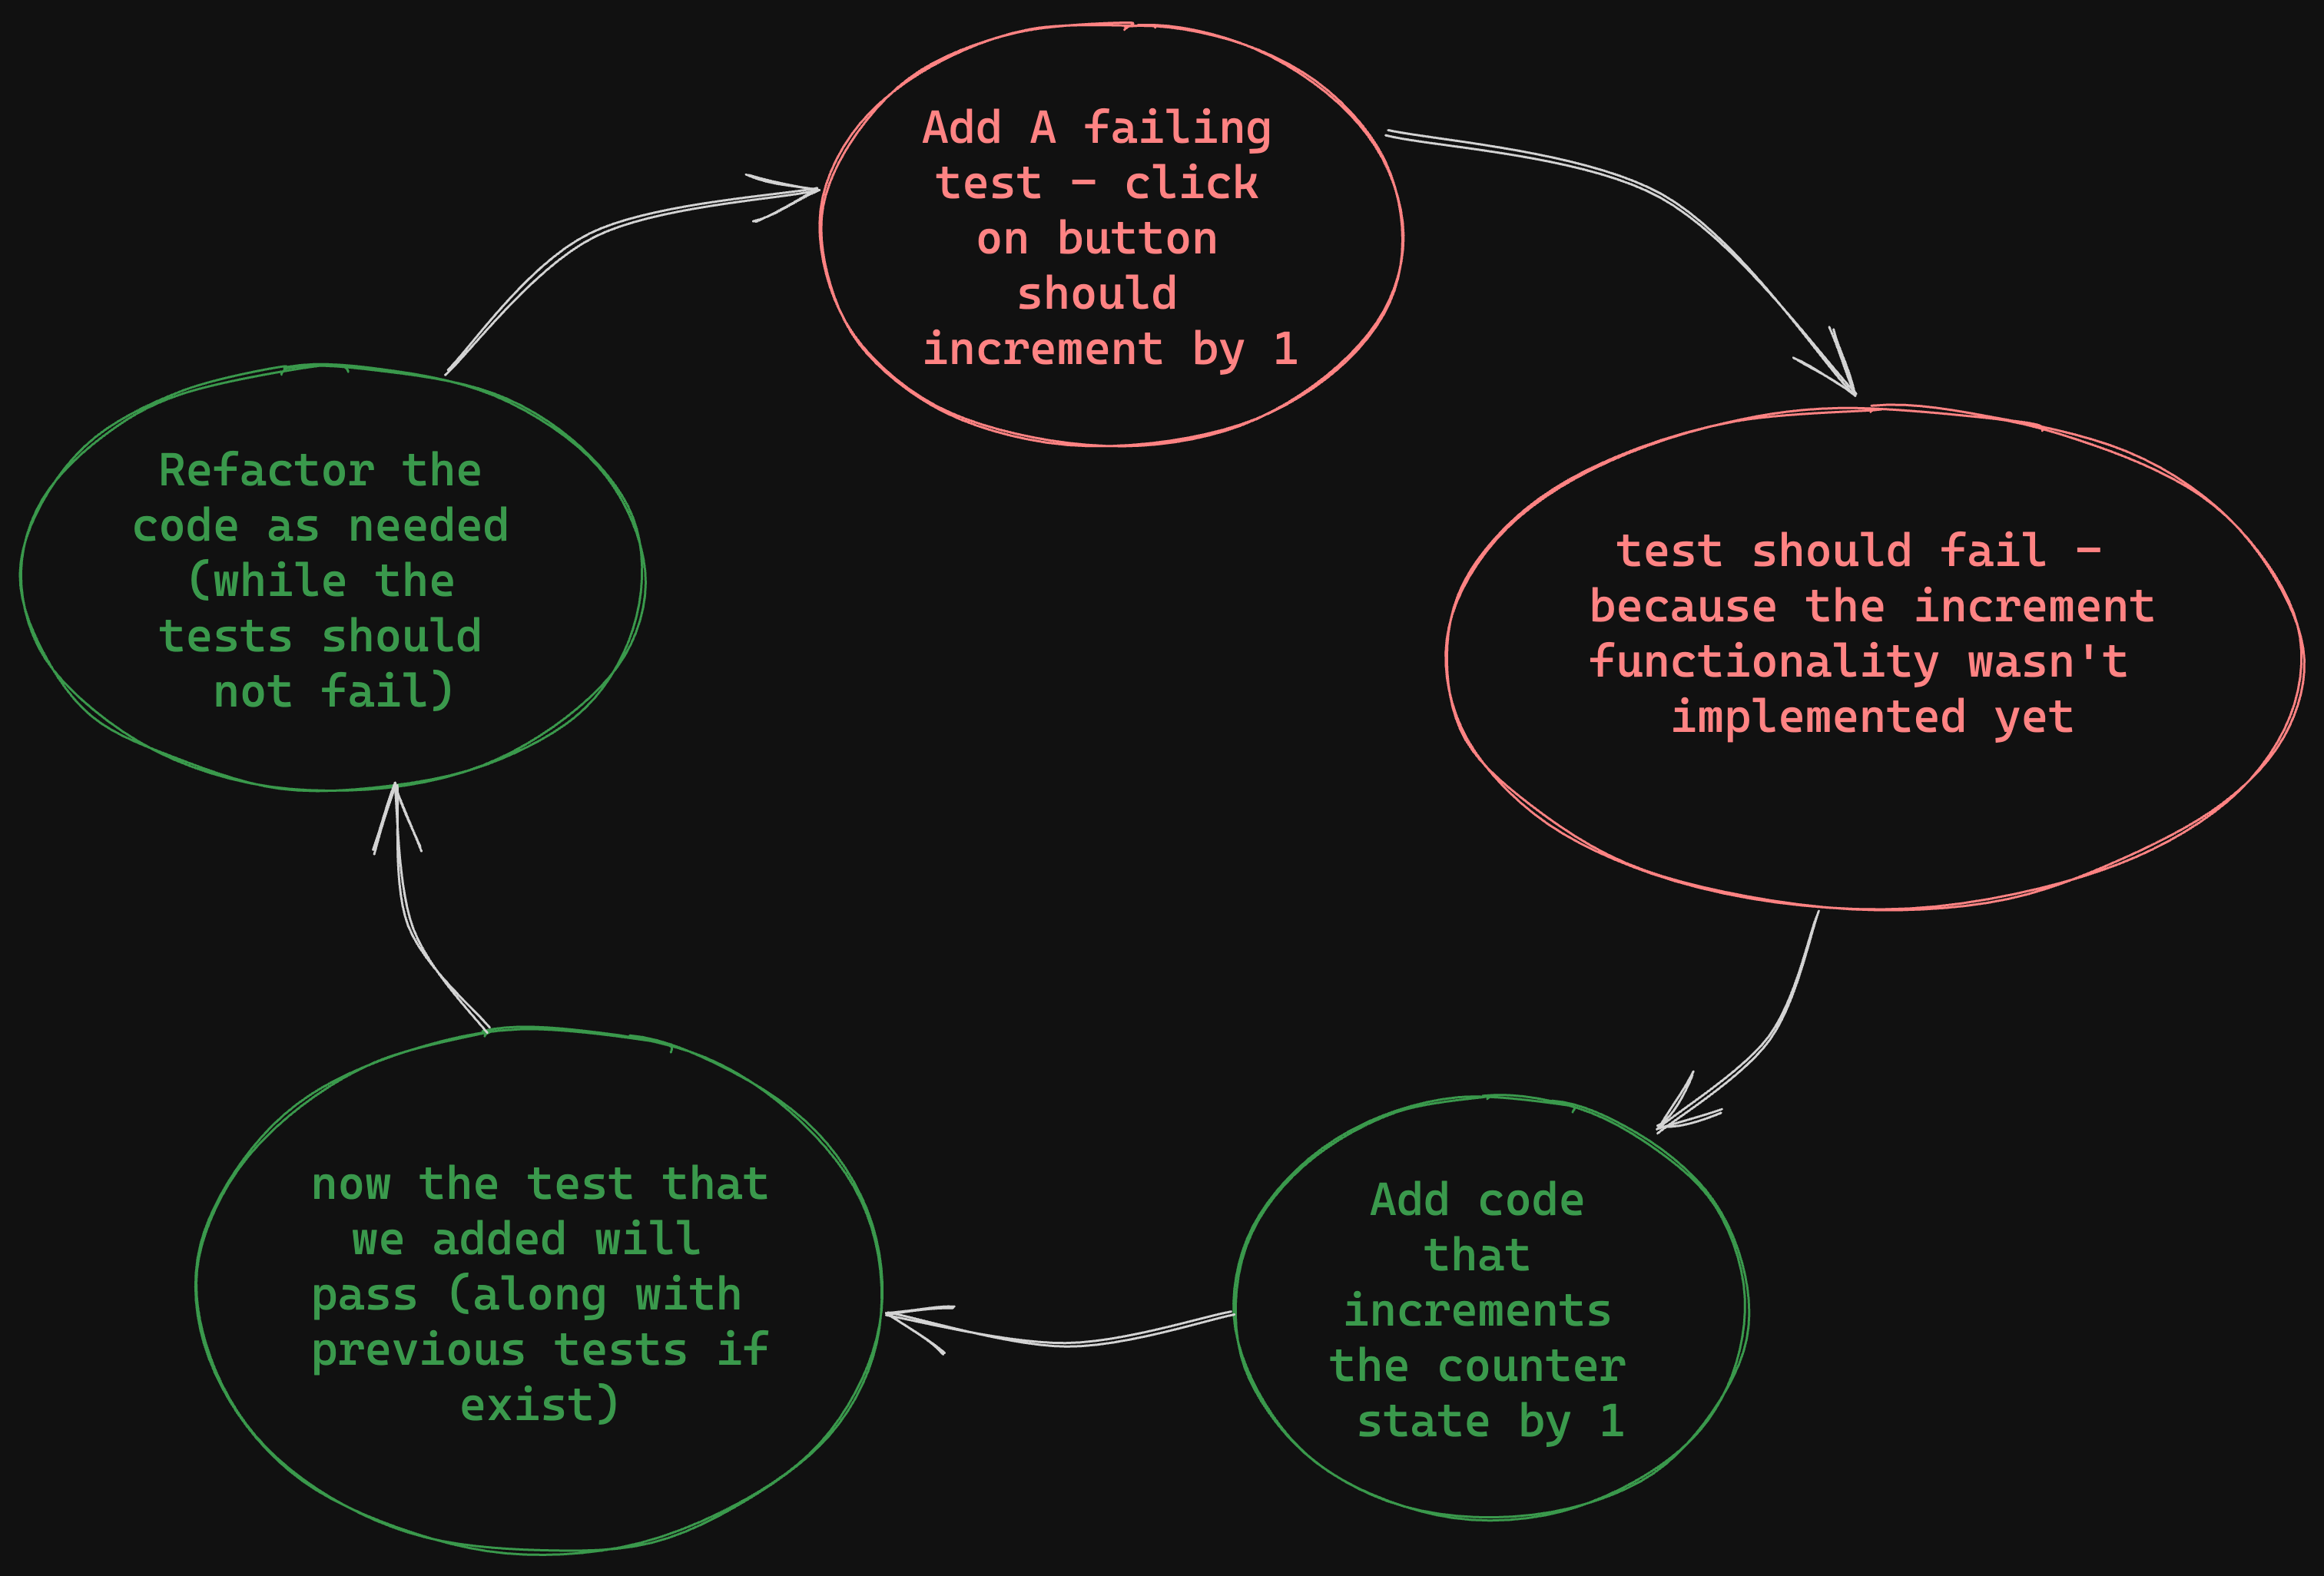 Add A failing
test - click
on button
should
increment by 1
test should fail -
because the increment
functionality wasn't
implemented yet
Add code
that
increments
the counter
state by 1
now the test that
we added will
pass (along with
previous tests if
exist)
Refactor the
code as needed
(while the
tests should
not fail)